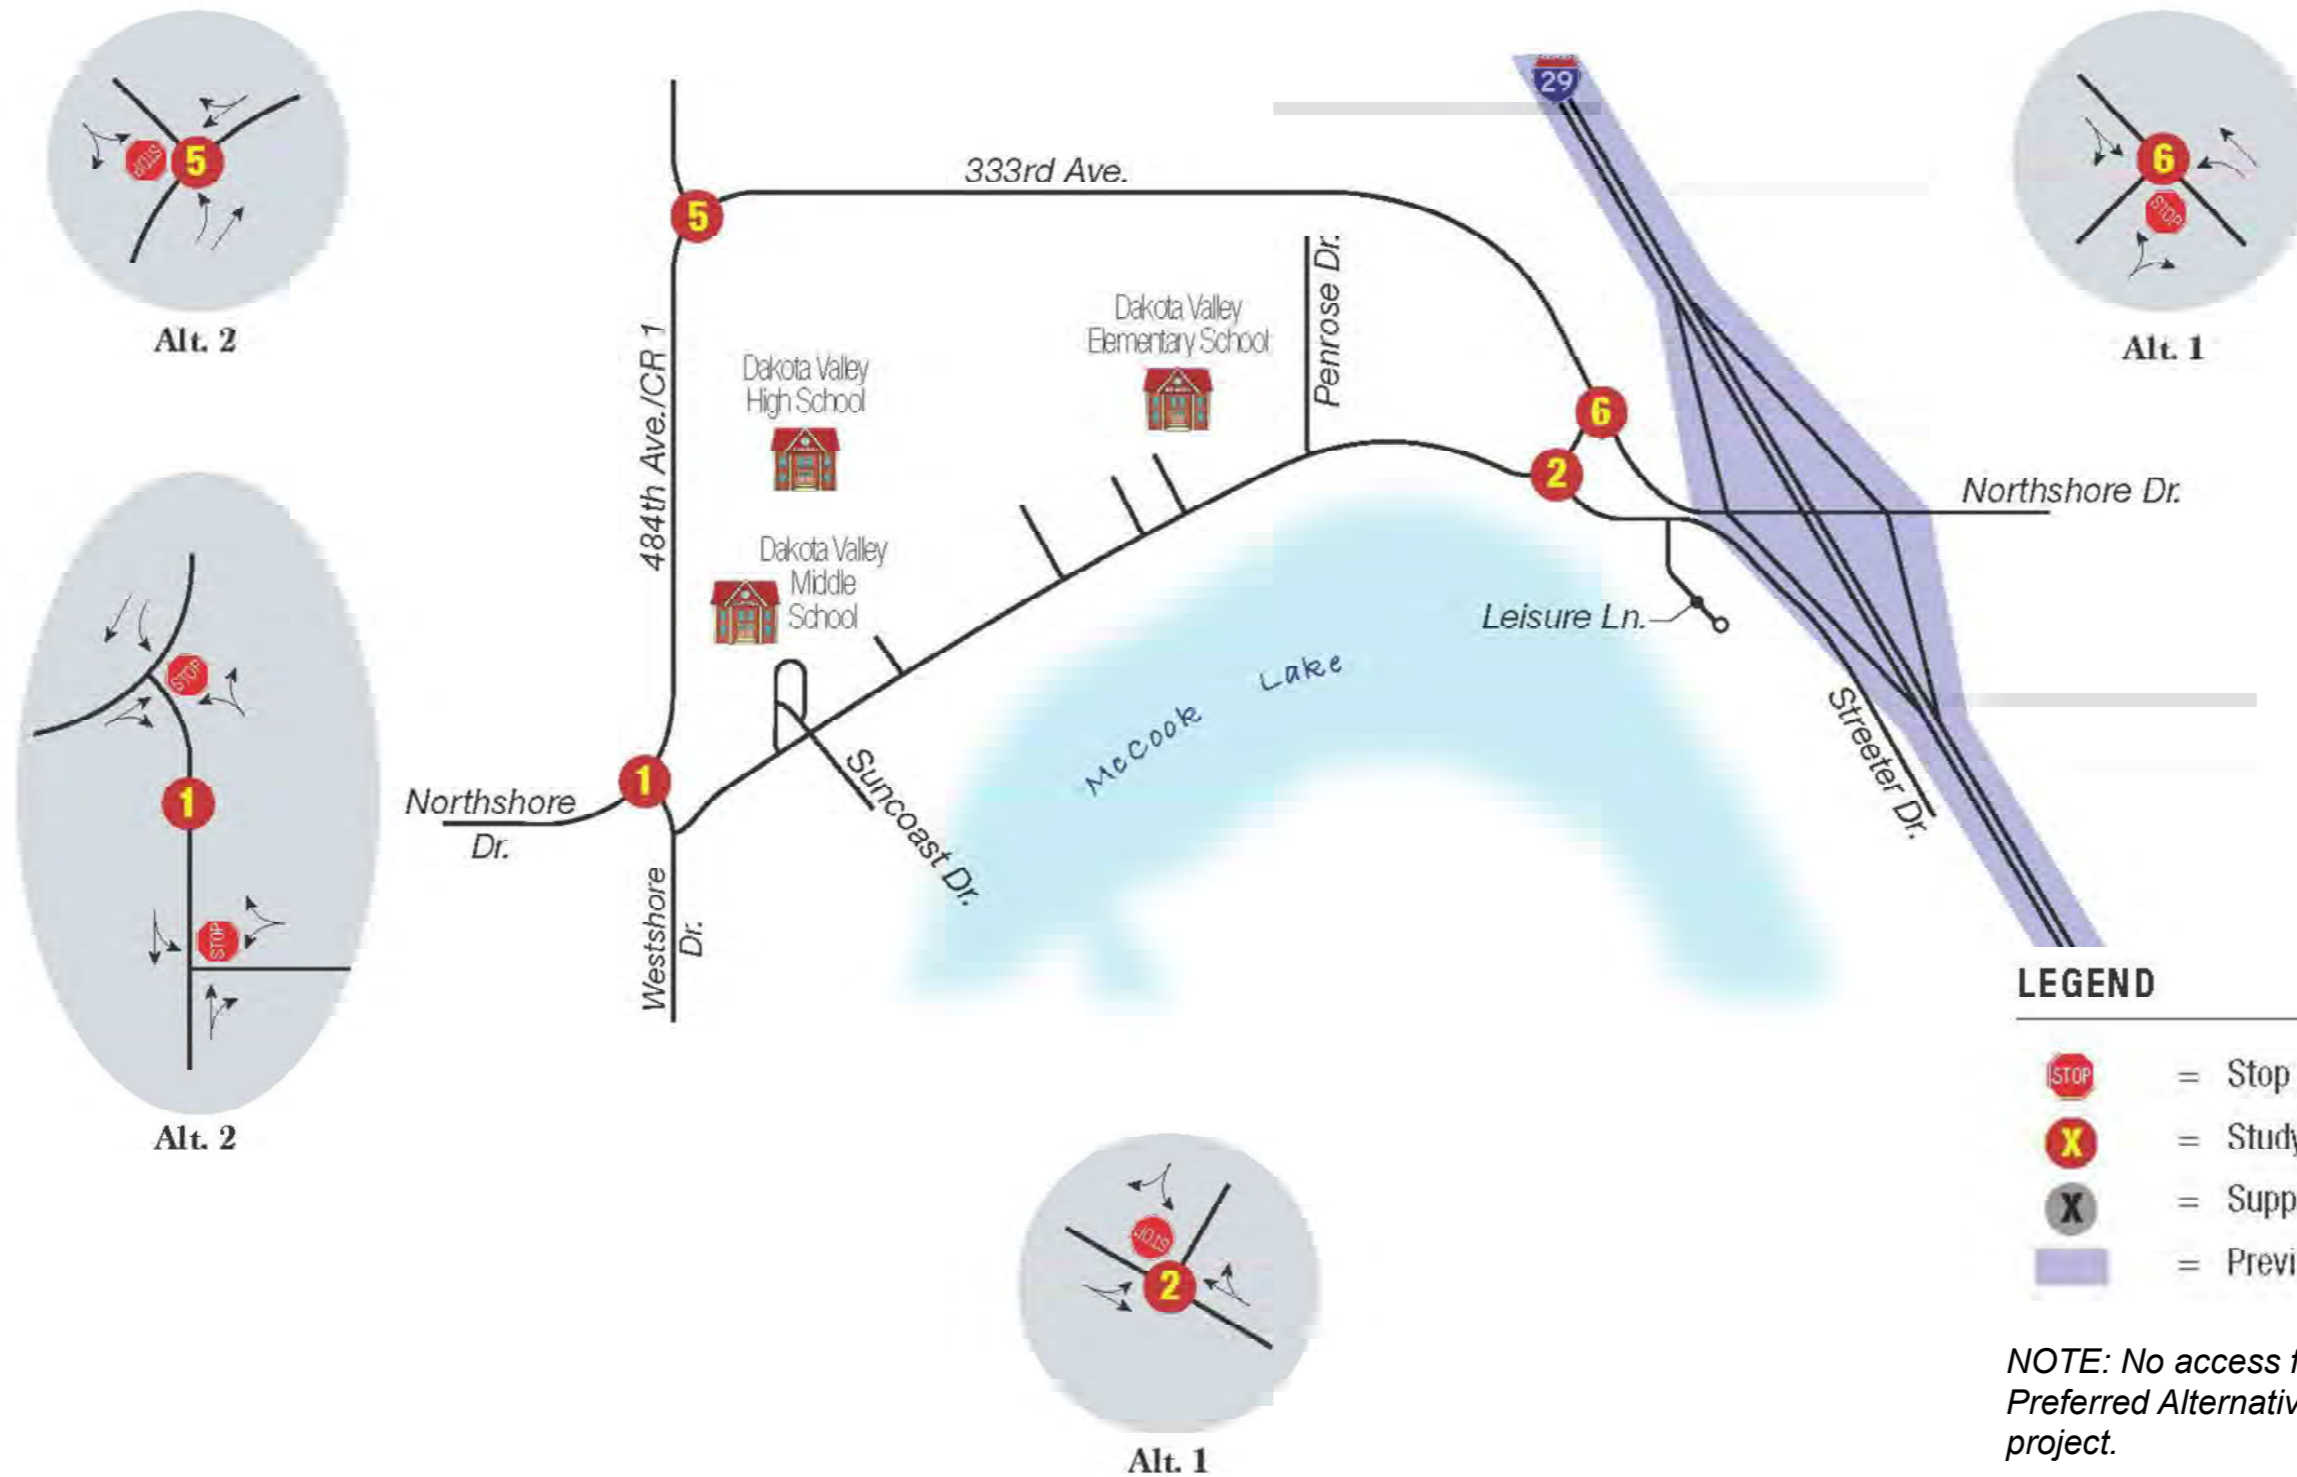 29
5
6
STOP
STOP
333rd Ave.
5
Alt. 2
Alt. 1
Penrose Dr.
Dakota Valley
Elementary School
484th Ave./CR 1
Dakota Valley
High School
6
2
Northshore Dr.
Dakota Valley
Middle
School
Leisure Ln.
STOP
McCook Lake
Streeter Dr.
1
1
Northshore
Dr.
Suncoast Dr.
Westshore
Dr.
STOP
Alt. 2
LEGEND
STOP = Stop
X = Study
X = Supp
= Previ
STOP
2
Alt. 1
NOTE: No access f
Preferred Alternativ
project.